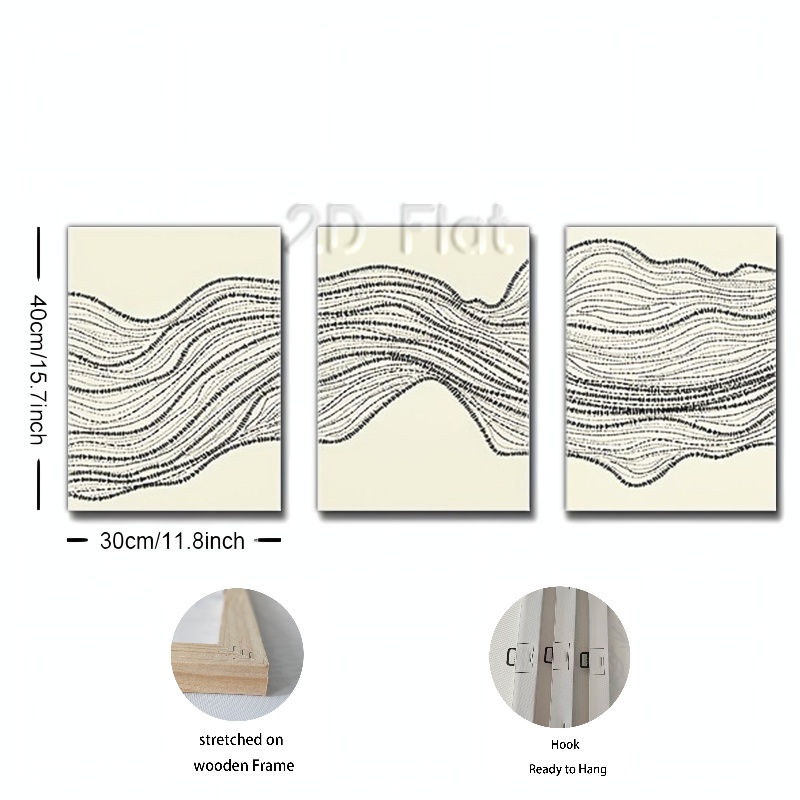 2D Flat
40cm/15.7inch
30cm/11.8inch
stretched on
wooden Frame
Hook
Ready to Hang